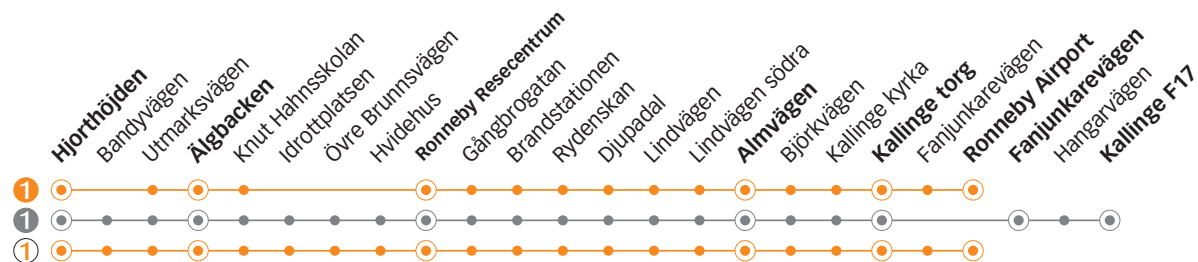 Hjorthöjden
Bandyvägen
Utmarksvägen
Älgbacken
Knut Hahnsskolan
Idrottplatsen
Övre Brunnsvägen
Hvidehus
Ronneby Resecentrum
Gångbrogatan
Brandstationen
Rydenskan
Djupadal
Lindvägen
Lindvägen södra
Almvägen
Björkvägen
Kallinge Kyrka
Kallinge torg
Fanjunkarevägen
Ronneby Airport
Fanjunkarevägen
Hangarvägen
Kallinge F17
1
1
1